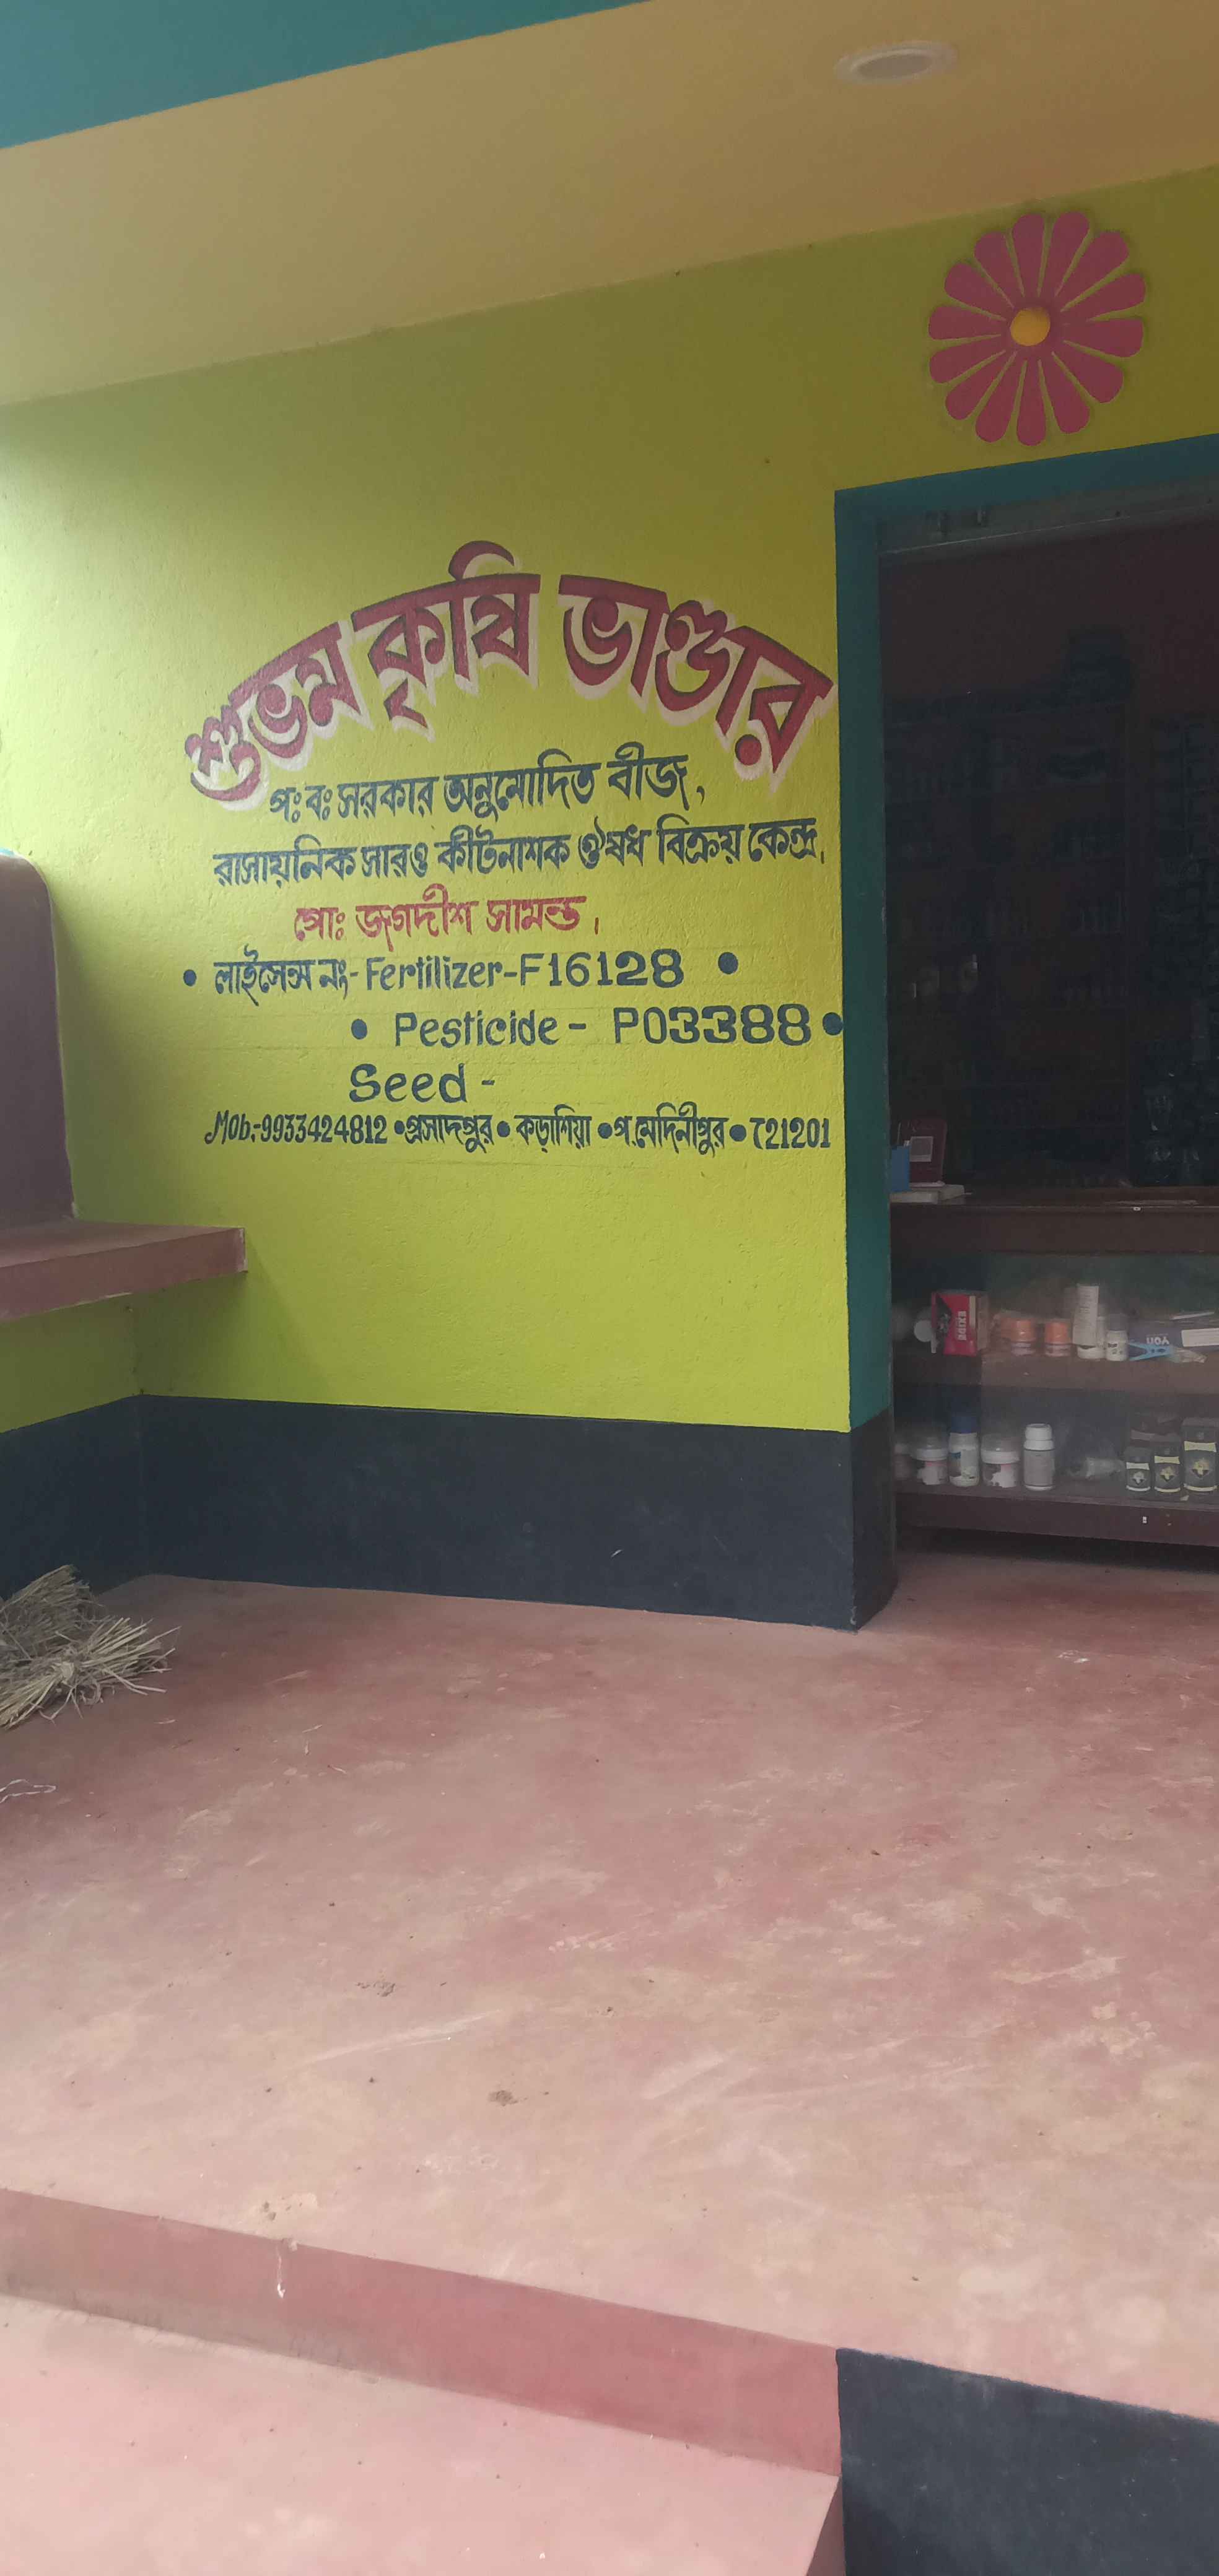 শুভম কৃষি ভাণ্ডার
পঃ বঃ সরকার অনুমোদিত বীজ,
রাসায়নিক সার ও কীটনাশক ঔষধ বিক্রয় কেন্দ্র।
প্রোঃ জগদীশ সামন্ত।
• লাইসেন্স নং- Fertilizer-F16128 •
• Pesticide - P03388 •
Seed -
Mob:-9933424812 • প্রসাদপুর • কড়াশিয়া • প.মেদিনীপুর • 721201
EXIDE